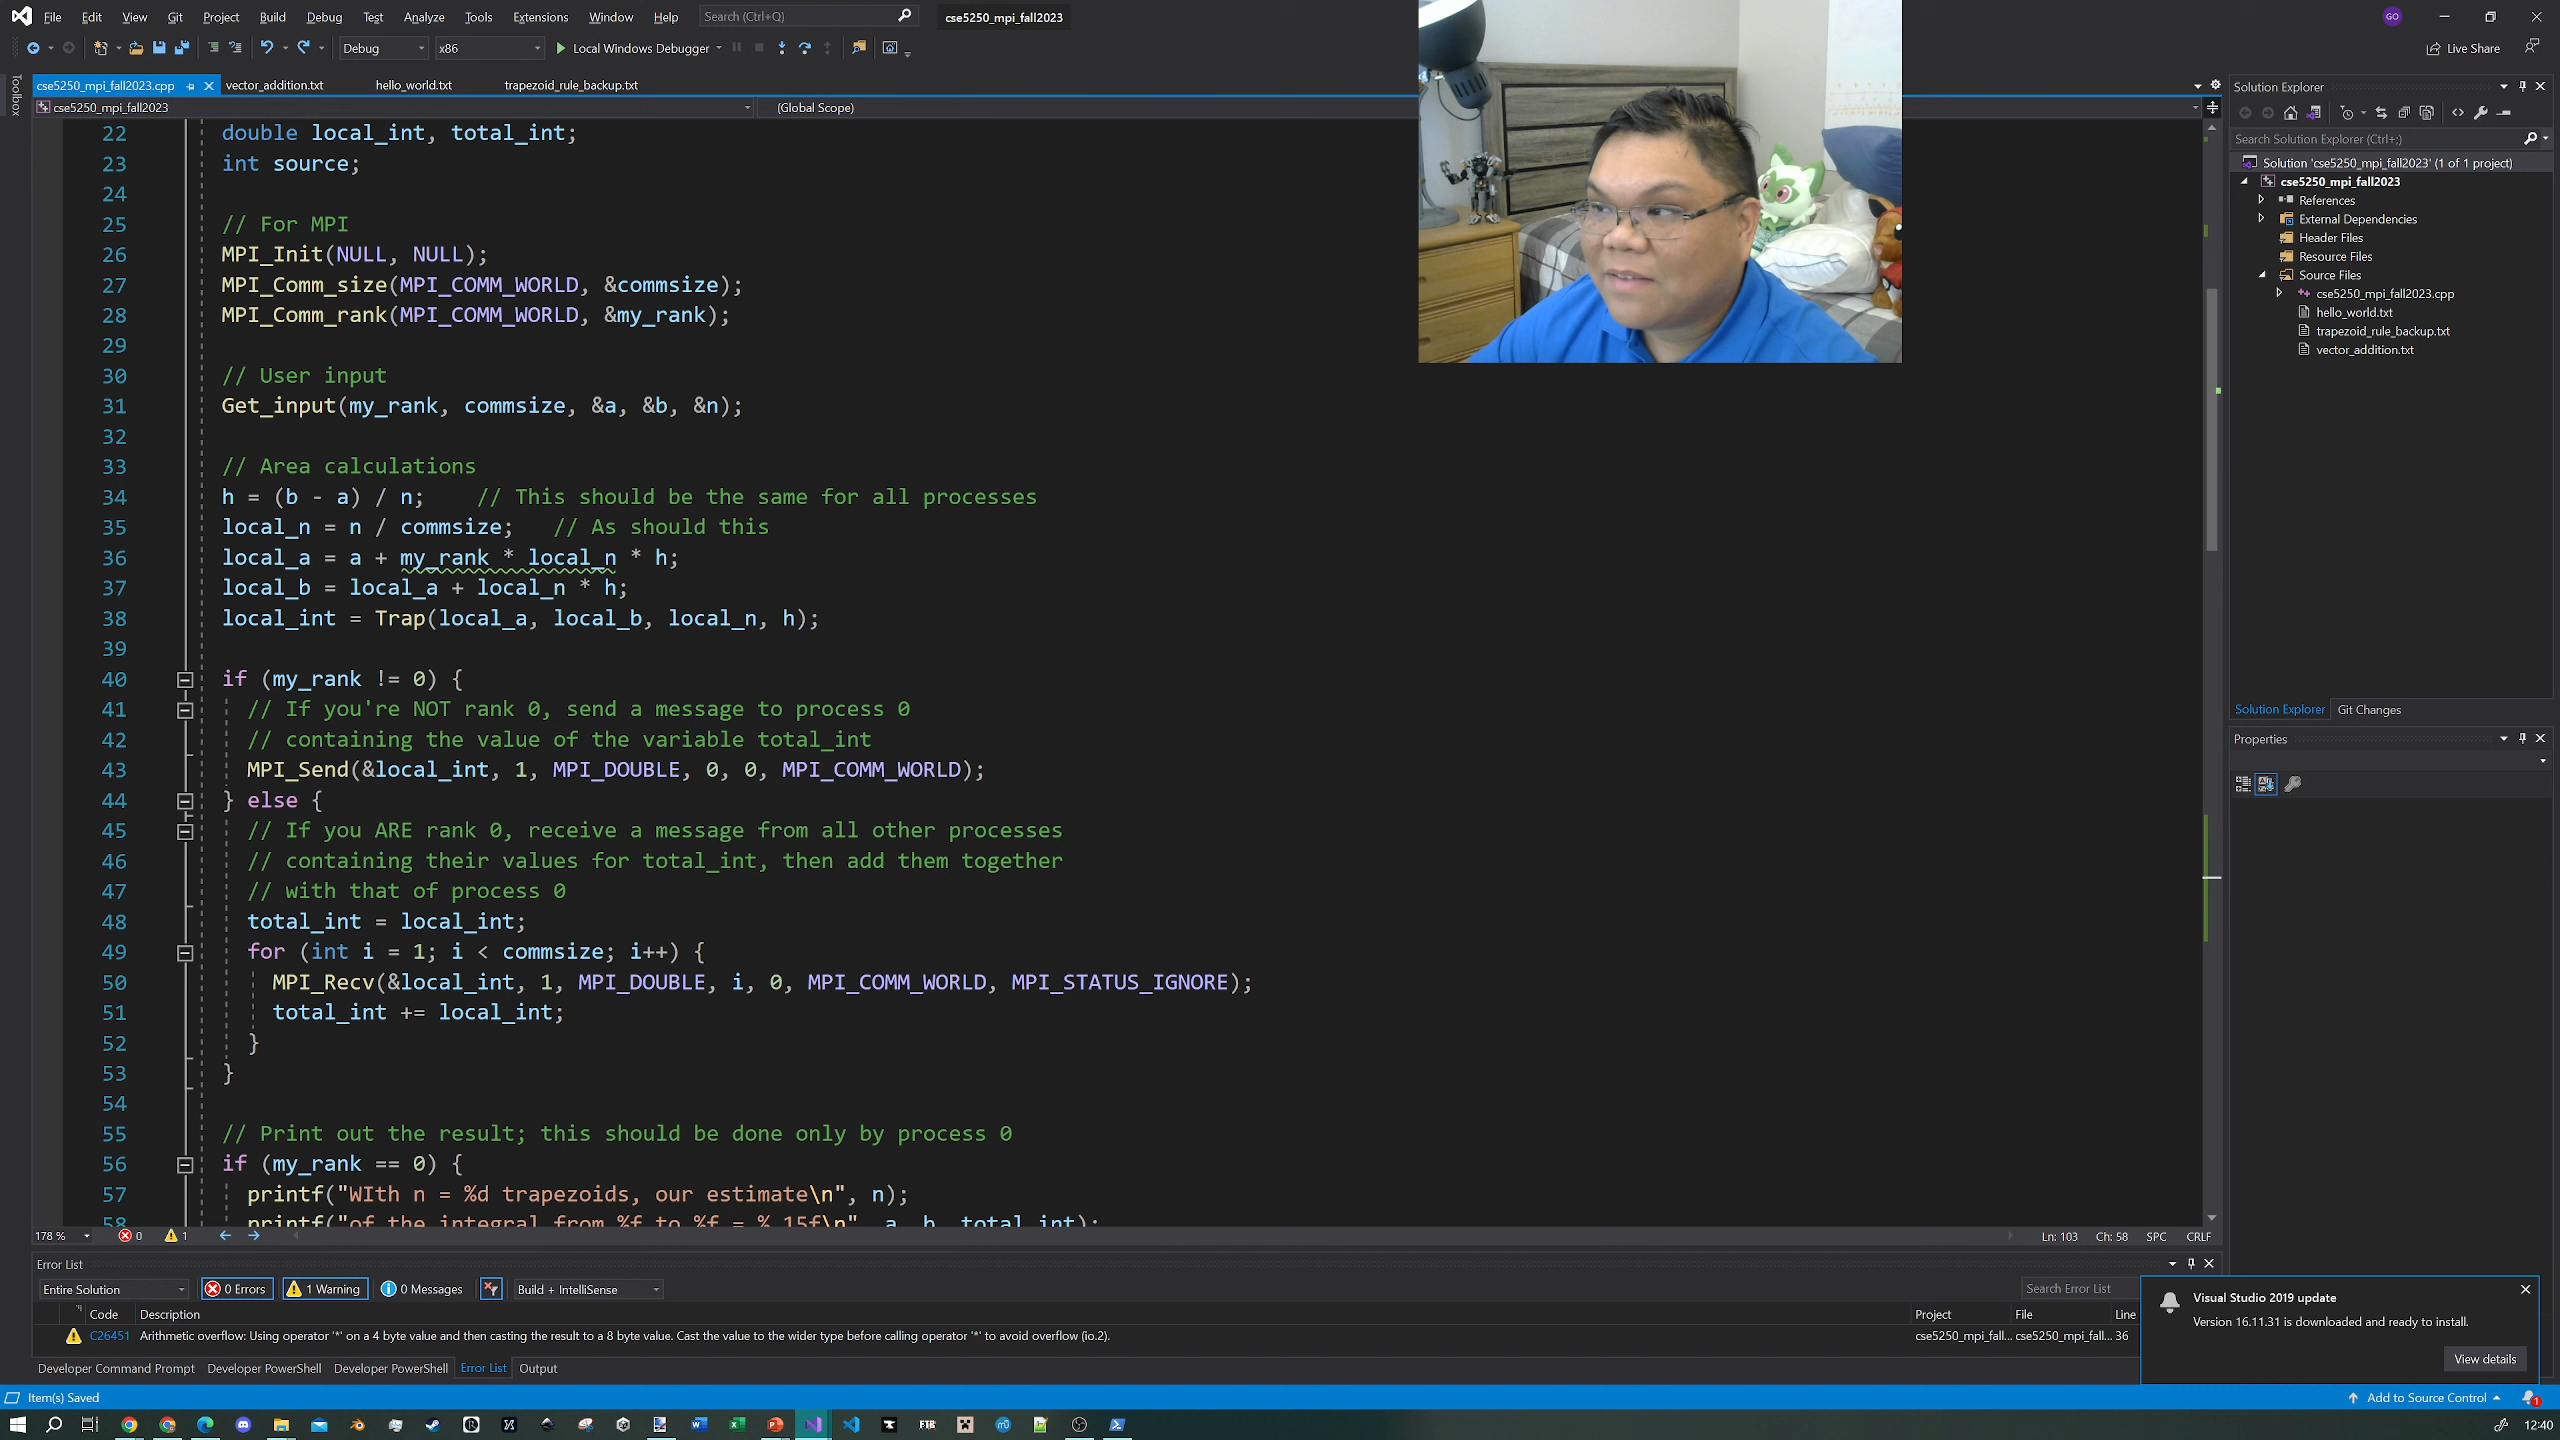 File Edit View Git Project Build Debug Test Analyze Tools Extensions Window Help Search (Ctrl+Q) cse5250_mpi_fall2023 GO
Debug x86 Local Windows Debugger Live Share
Toolbox
cse5250_mpi_fall2023.cpp vector_addition.txt hello_world.txt trapezoid_rule_backup.txt
cse5250_mpi_fall2023 (Global Scope)
22 double local_int, total_int;
23 int source;
24
25 // For MPI
26 MPI_Init(NULL, NULL);
27 MPI_Comm_size(MPI_COMM_WORLD, &commsize);
28 MPI_Comm_rank(MPI_COMM_WORLD, &my_rank);
29
30 // User input
31 Get_input(my_rank, commsize, &a, &b, &n);
32
33 // Area calculations
34 h = (b - a) / n;    // This should be the same for all processes
35 local_n = n / commsize;   // As should this
36 local_a = a + my_rank * local_n * h;
37 local_b = local_a + local_n * h;
38 local_int = Trap(local_a, local_b, local_n, h);
39
40 if (my_rank != 0) {
41 // If you're NOT rank 0, send a message to process 0
42 // containing the value of the variable total_int
43 MPI_Send(&local_int, 1, MPI_DOUBLE, 0, 0, MPI_COMM_WORLD);
44 } else {
45 // If you ARE rank 0, receive a message from all other processes
46 // containing their values for total_int, then add them together
47 // with that of process 0
48 total_int = local_int;
49 for (int i = 1; i < commsize; i++) {
50 MPI_Recv(&local_int, 1, MPI_DOUBLE, i, 0, MPI_COMM_WORLD, MPI_STATUS_IGNORE);
51 total_int += local_int;
52 }
53 }
54
55 // Print out the result; this should be done only by process 0
56 if (my_rank == 0) {
57 printf("WIth n = %d trapezoids, our estimate\n", n);
58 printf("of the integral from %f to %f = %.15f\n", a, b, total_int);
178 % 0 1 Ln: 103 Ch: 58 SPC CRLF
Error List
Entire Solution 0 Errors 1 Warning 0 Messages Build + IntelliSense Search Error List
Code Description Project File Line
C26451 Arithmetic overflow: Using operator '*' on a 4 byte value and then casting the result to a 8 byte value. Cast the value to the wider type before calling operator '*' to avoid overflow (io.2). cse5250_mpi_fall... cse5250_mpi_fall... 36
Developer Command Prompt Developer PowerShell Developer PowerShell Error List Output
Solution Explorer
Search Solution Explorer (Ctrl+;)
Solution 'cse5250_mpi_fall2023' (1 of 1 project)
cse5250_mpi_fall2023
References
External Dependencies
Header Files
Resource Files
Source Files
cse5250_mpi_fall2023.cpp
hello_world.txt
trapezoid_rule_backup.txt
vector_addition.txt
Solution Explorer Git Changes
Properties
Visual Studio 2019 update
Version 16.11.31 is downloaded and ready to install.
View details
Item(s) Saved Add to Source Control 1
FTB 12:40